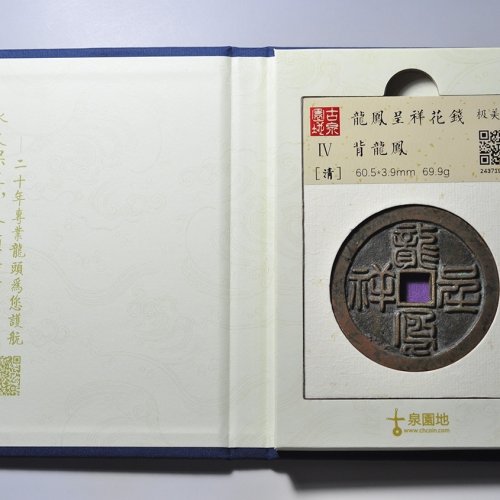 二十年專業龍頭為您護航
古泉
園地
龍鳳呈祥花錢
极美
IV
背龍鳳
[清]
60.5*3.9mm 69.9g
龍鳳呈祥
泉園地
www.chcoin.com